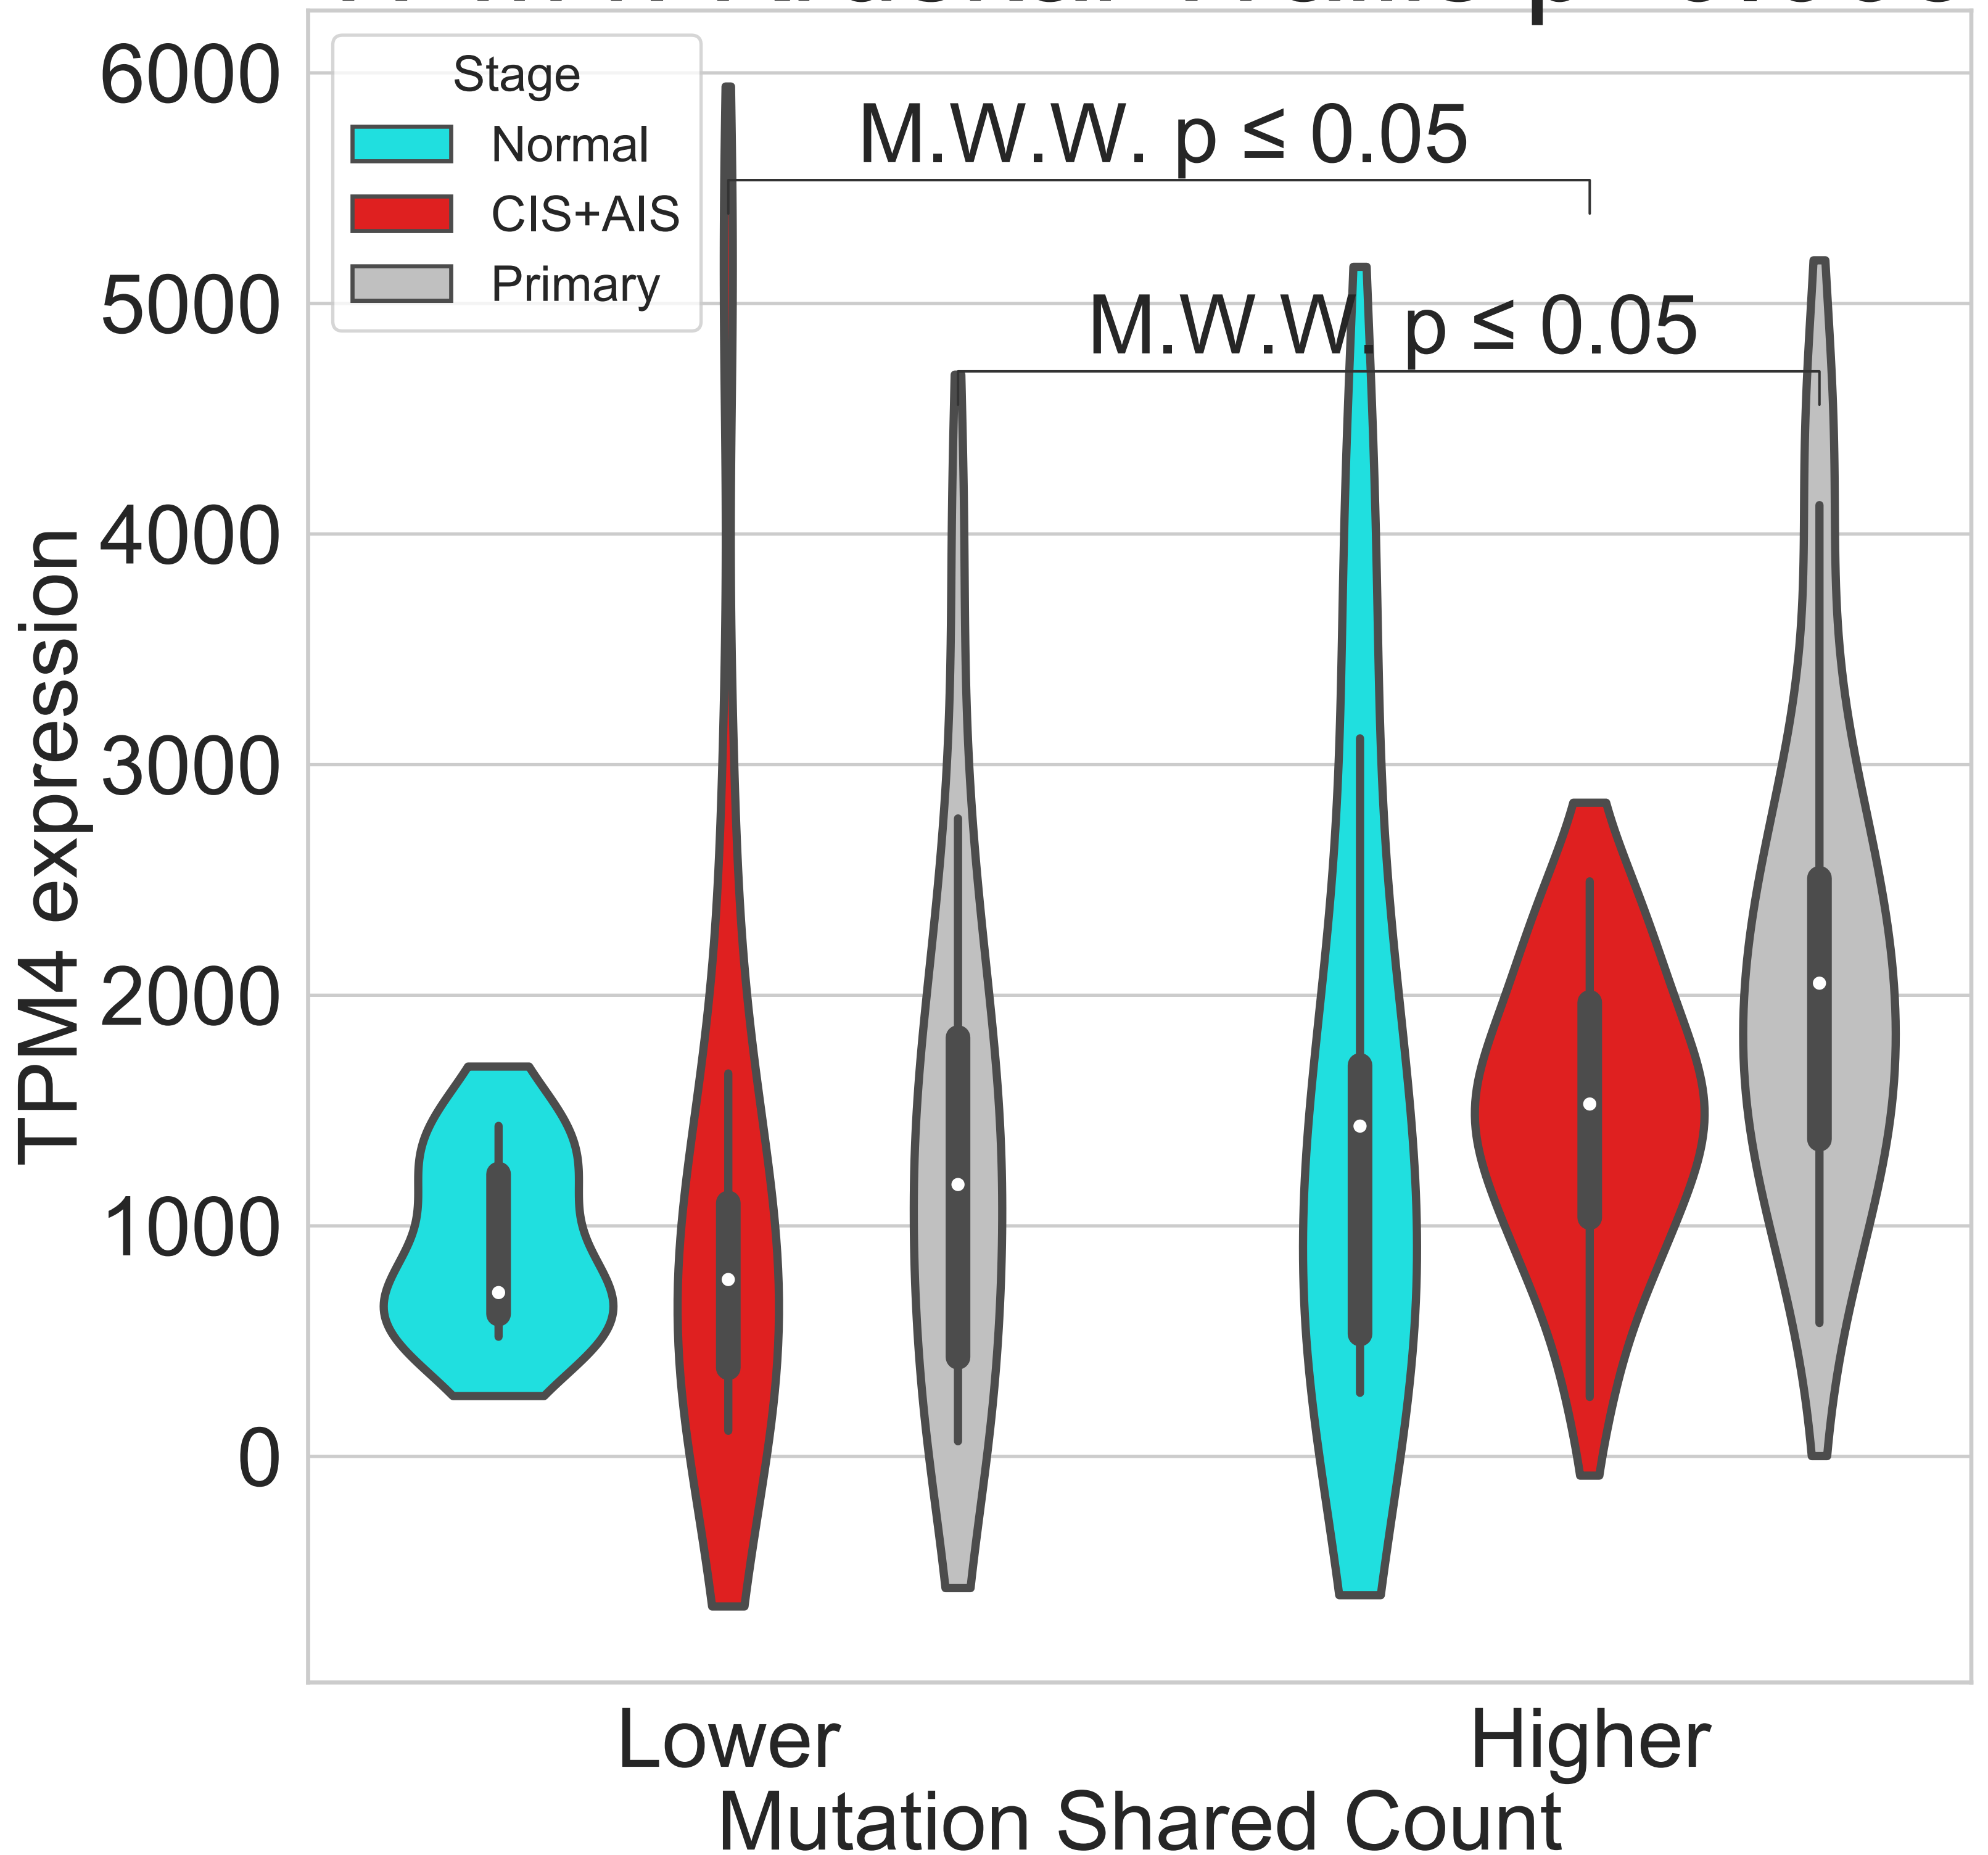 6000
5000
4000
3000
2000
1000
0
TPM4 expression
Stage
Normal
CIS+AIS
Primary
M.W.W. p ≤ 0.05
M.W.W. p ≤ 0.05
Lower
Higher
Mutation Shared Count